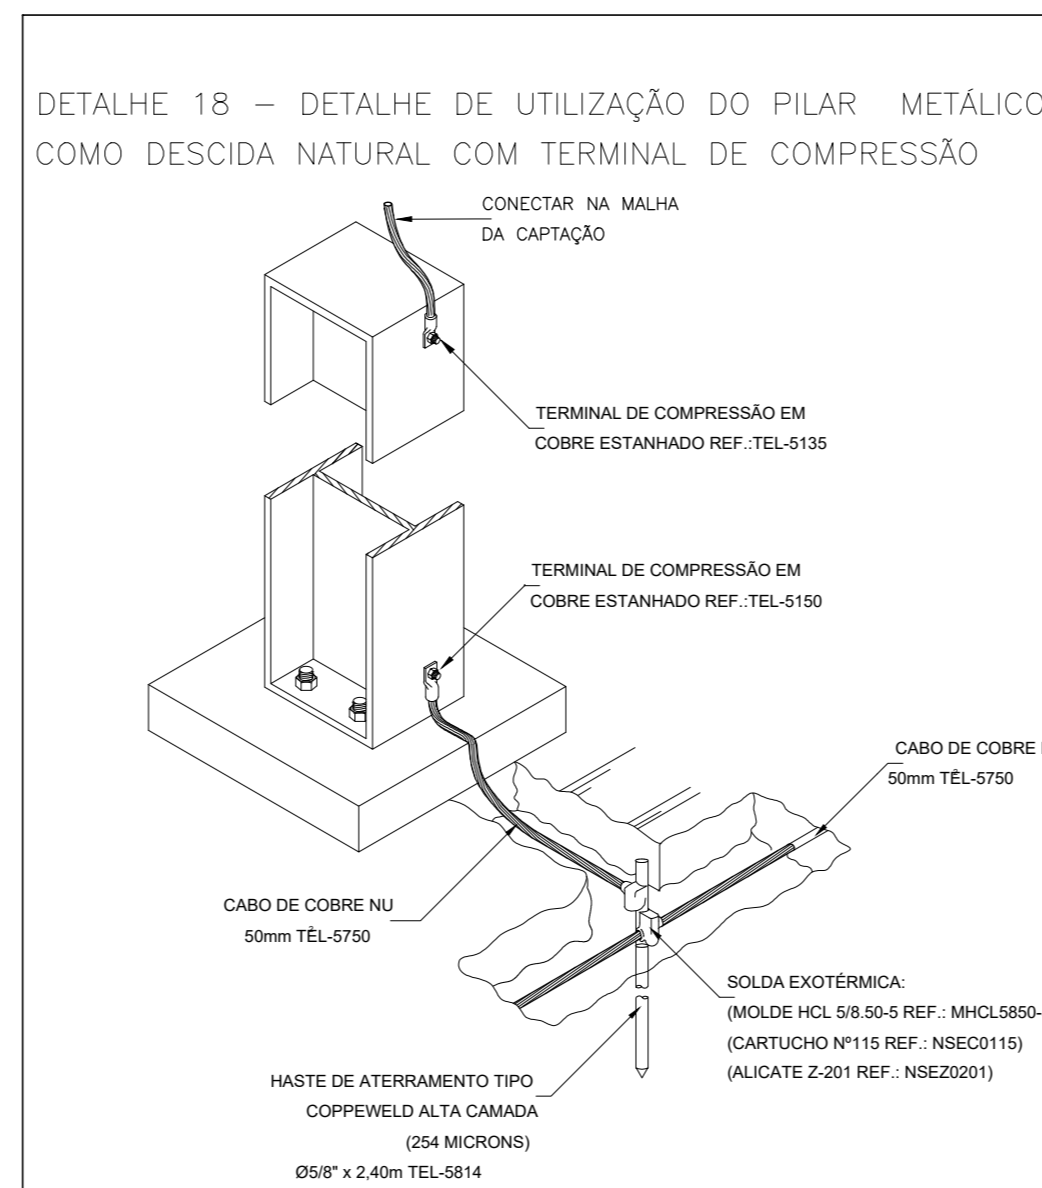 DETALHE 18 – DETALHE DE UTILIZAÇÃO DO PILAR METÁLICO
COMO DESCIDA NATURAL COM TERMINAL DE COMPRESSÃO
CONECTAR NA MALHA
DA CAPTAÇÃO
TERMINAL DE COMPRESSÃO EM
COBRE ESTANHADO REF.:TEL-5135
TERMINAL DE COMPRESSÃO EM
COBRE ESTANHADO REF.:TEL-5150
CABO DE COBRE
50mm TEL-5750
CABO DE COBRE NU
50mm TEL-5750
SOLDA EXOTÉRMICA:
(MOLDE HCL 5/8.50-5 REF.: MHCL5850-
(CARTUCHO Nº115 REF.: NSEC0115)
(ALICATE Z-201 REF.: NSEZ0201)
HASTE DE ATERRAMENTO TIPO
COPPEWELD ALTA CAMADA
(254 MICRONS)
Ø5/8" x 2,40m TEL-5814